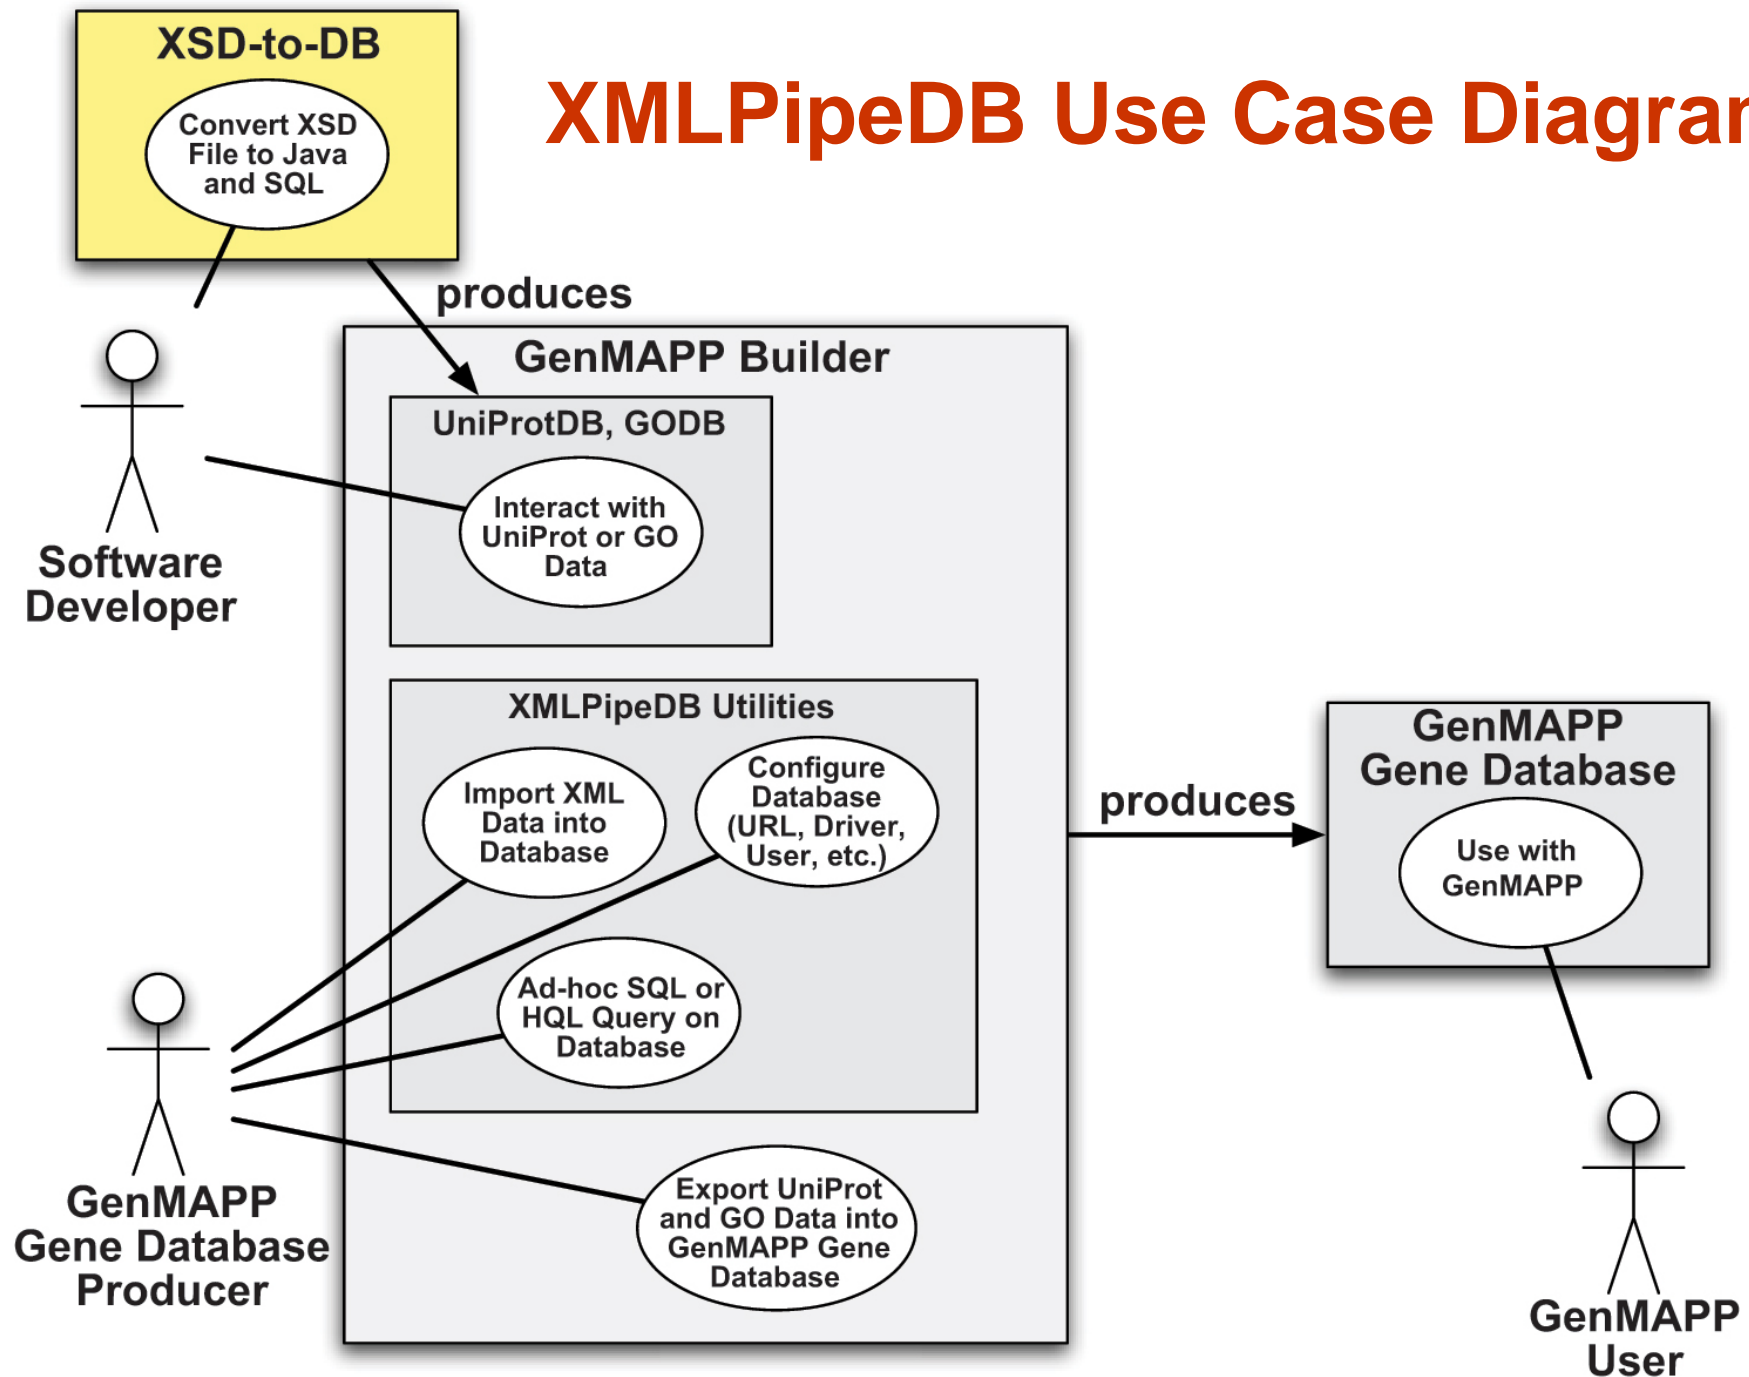 XSD-to-DB
Convert XSD
File to Java
and SQL
XMLPipeDB Use Case Diagra
produces
GenMAPP Builder
UniProtDB, GODB
Interact with
UniProt or GO
Data
Software
Developer
XMLPipeDB Utilities
Import XML
Data into
Database
Configure
Database
(URL, Driver,
User, etc.)
Ad-hoc SQL or
HQL Query on
Database
produces
GenMAPP
Gene Database
Use with
GenMAPP
GenMAPP
Gene Database
Producer
Export UniProt
and GO Data into
GenMAPP Gene
Database
GenMAPP
User